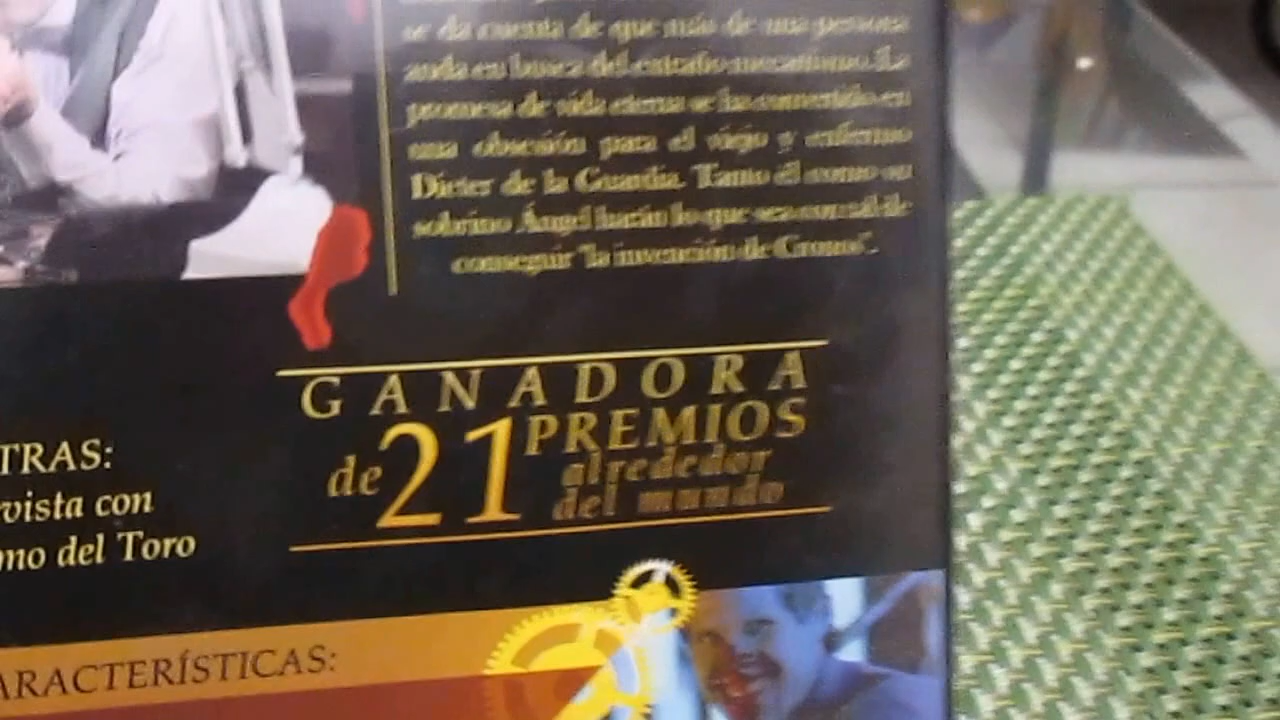 se da cuenta de que más de una persona
anda en busca del extraño mecanismo. La
promesa de vida eterna se ha convertido en
una obsesión para el viejo y enfermo
Dieter de la Guardia. Tanto él como su
sobrino Ángel harán lo que sea con tal de
conseguir "la invención de Cronos".
GANADORA
de 21 PREMIOS
alrededor
del mundo
TRAS:
vista con
mo del Toro
ARACTERÍSTICAS: